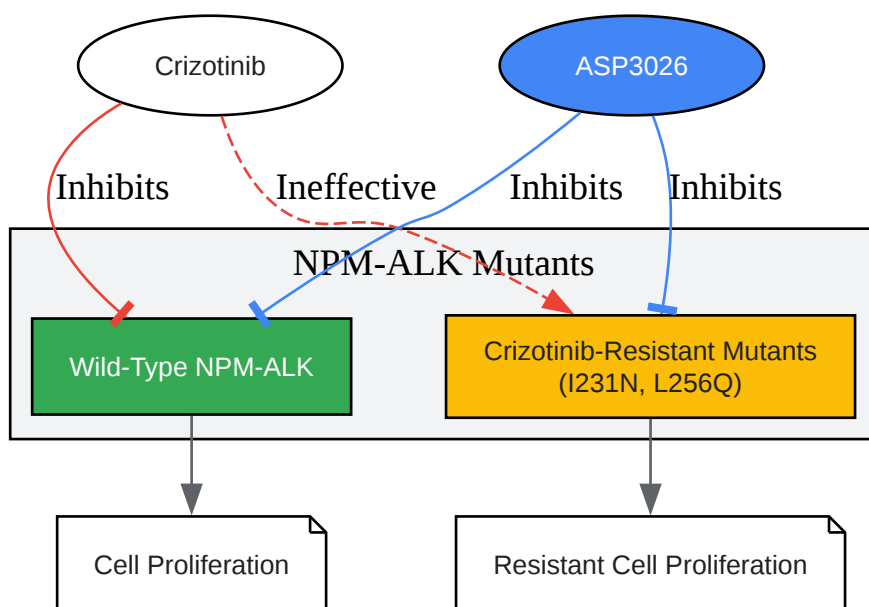 Crizotinib
ASP3026
Inhibits
Ineffective
Inhibits
Inhibits
NPM-ALK Mutants
Wild-Type NPM-ALK
Crizotinib-Resistant Mutants
(I231N, L256Q)
Cell Proliferation
Resistant Cell Proliferation